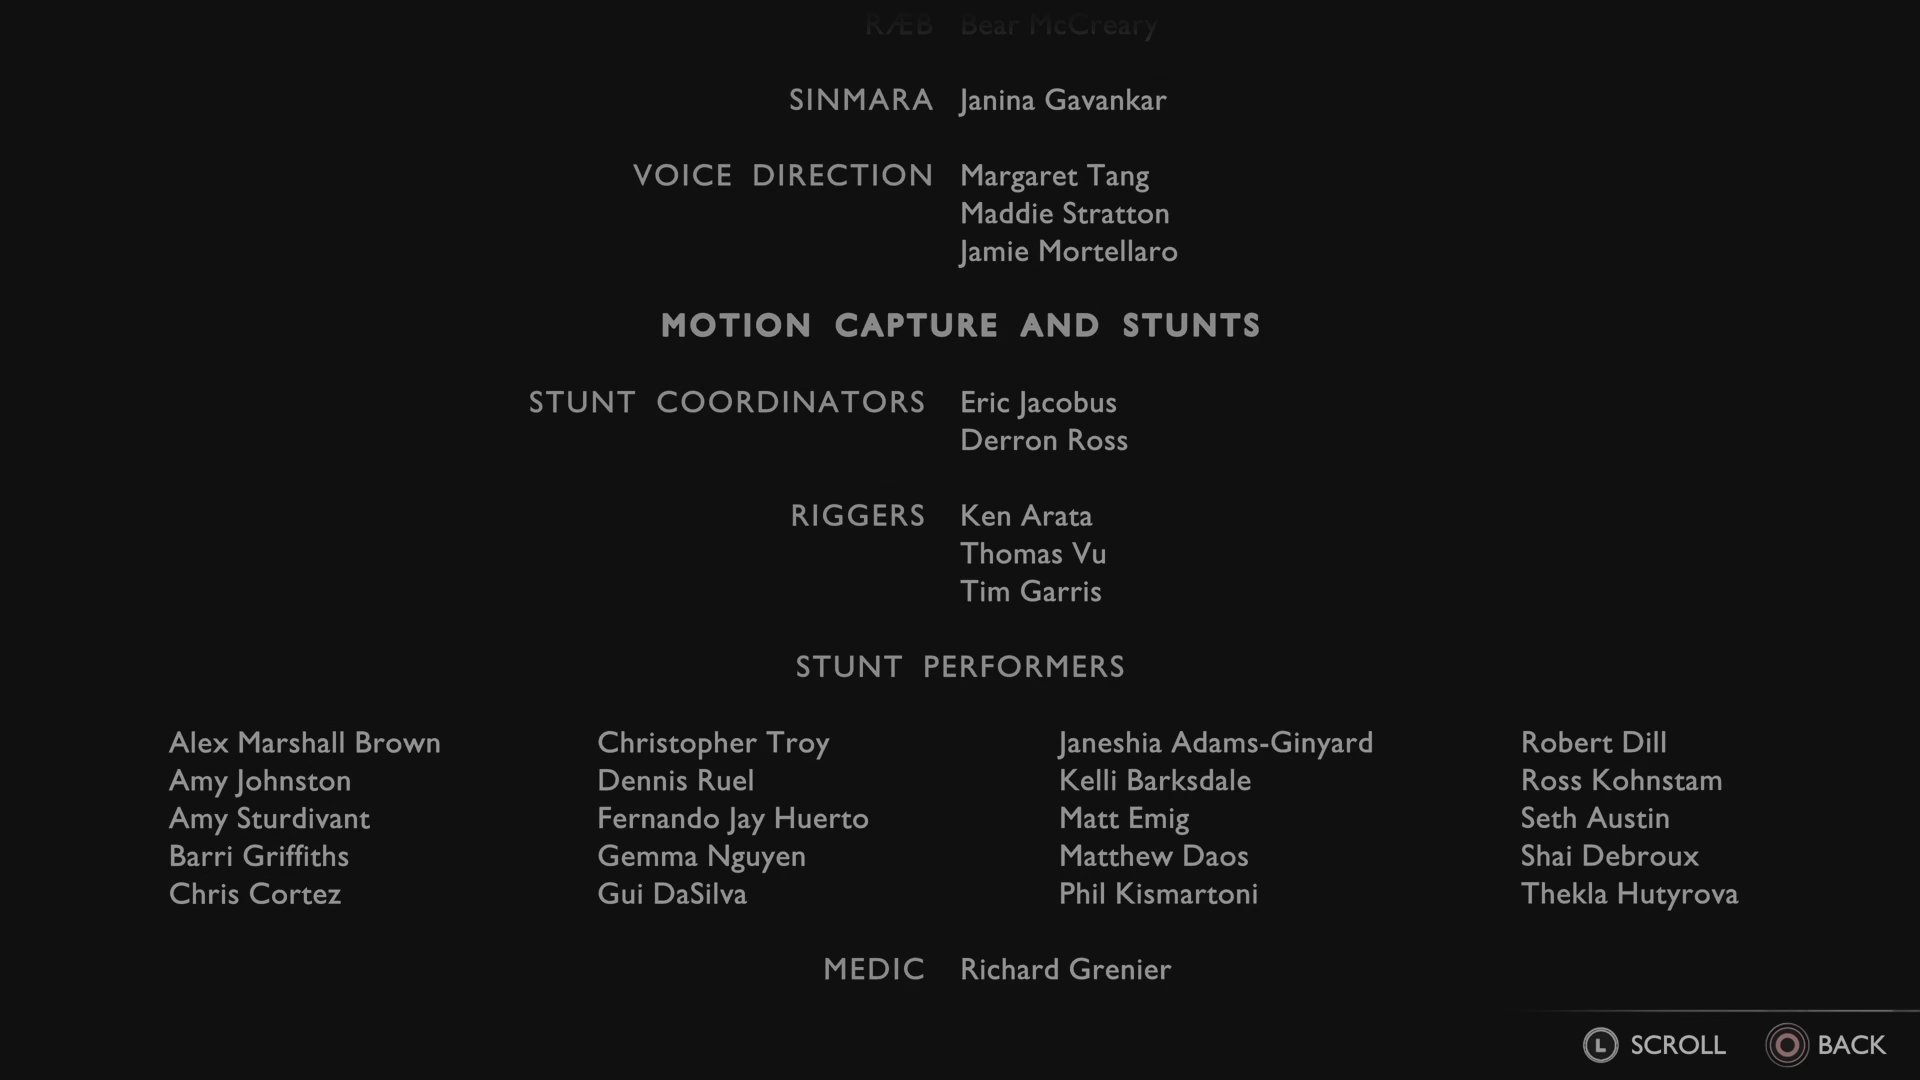 RÆB Bear McCreary
SINMARA Janina Gavankar
VOICE DIRECTION Margaret Tang
Maddie Stratton
Jamie Mortellaro
MOTION CAPTURE AND STUNTS
STUNT COORDINATORS Eric Jacobus
Derron Ross
RIGGERS Ken Arata
Thomas Vu
Tim Garris
STUNT PERFORMERS
Alex Marshall Brown Christopher Troy Janeshia Adams-Ginyard Robert Dill
Amy Johnston Dennis Ruel Kelli Barksdale Ross Kohnstam
Amy Sturdivant Fernando Jay Huerto Matt Emig Seth Austin
Barri Griffiths Gemma Nguyen Matthew Daos Shai Debroux
Chris Cortez Gui DaSilva Phil Kismartoni Thekla Hutyrova
MEDIC Richard Grenier
L SCROLL BACK